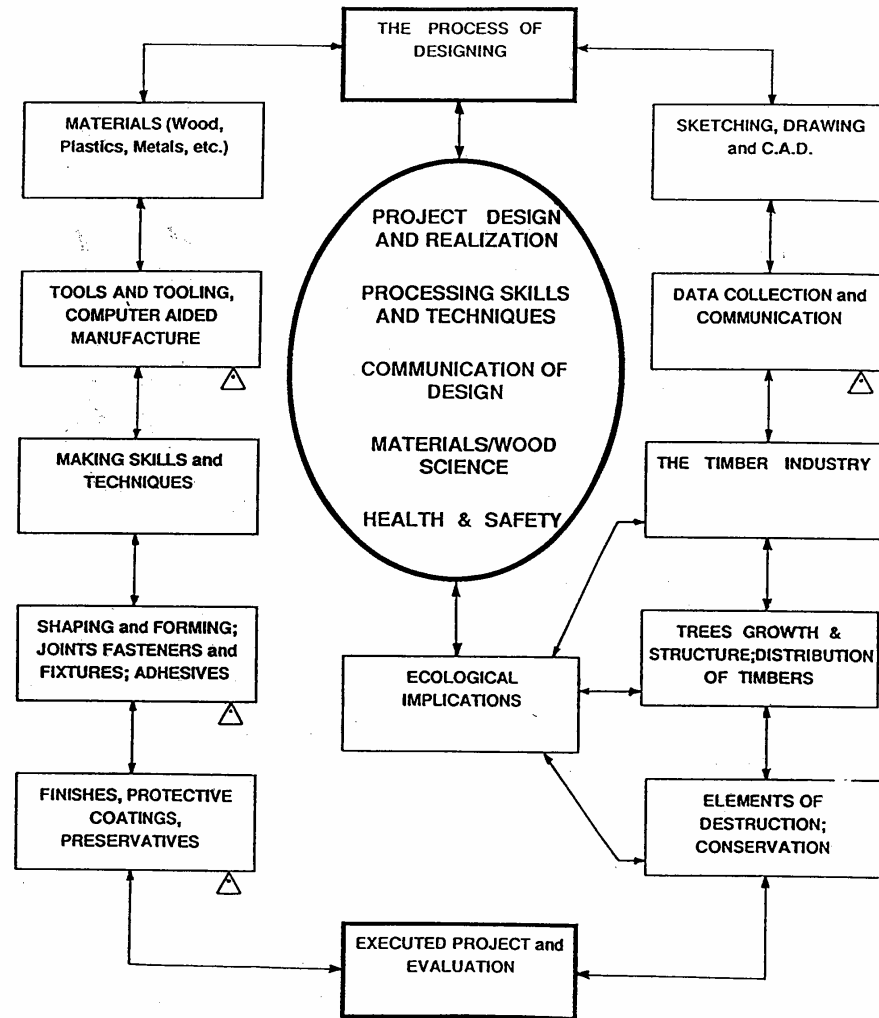 THE PROCESS OF
DESIGNING
MATERIALS (Wood,
Plastics, Metals, etc.)
SKETCHING, DRAWING
and C.A.D.
PROJECT DESIGN
AND REALIZATION
PROCESSING SKILLS
AND TECHNIQUES
COMMUNICATION OF
DESIGN
MATERIALS/WOOD
SCIENCE
HEALTH & SAFETY
TOOLS AND TOOLING,
COMPUTER AIDED
MANUFACTURE
DATA COLLECTION and
COMMUNICATION
MAKING SKILLS and
TECHNIQUES
THE TIMBER INDUSTRY
SHAPING and FORMING;
JOINTS FASTENERS and
FIXTURES; ADHESIVES
ECOLOGICAL
IMPLICATIONS
TREES GROWTH &
STRUCTURE;DISTRIBUTION
OF TIMBERS
FINISHES, PROTECTIVE
COATINGS,
PRESERVATIVES
ELEMENTS OF
DESTRUCTION;
CONSERVATION
EXECUTED PROJECT and
EVALUATION